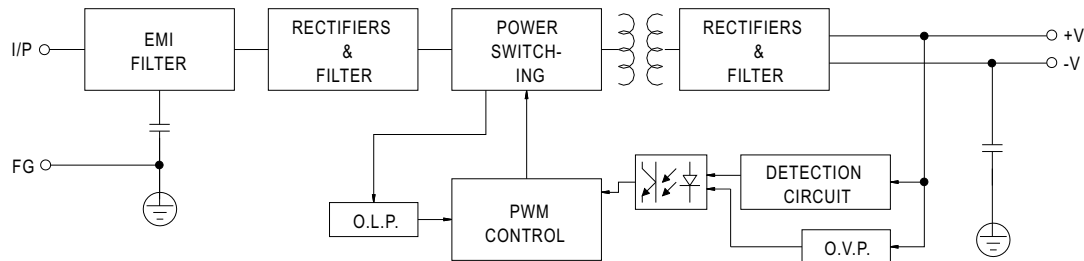 I/P
EMI
FILTER
RECTIFIERS
&
FILTER
POWER
SWITCH-
ING
RECTIFIERS
&
FILTER
+V
-V
FG
O.L.P.
PWM
CONTROL
DETECTION
CIRCUIT
O.V.P.